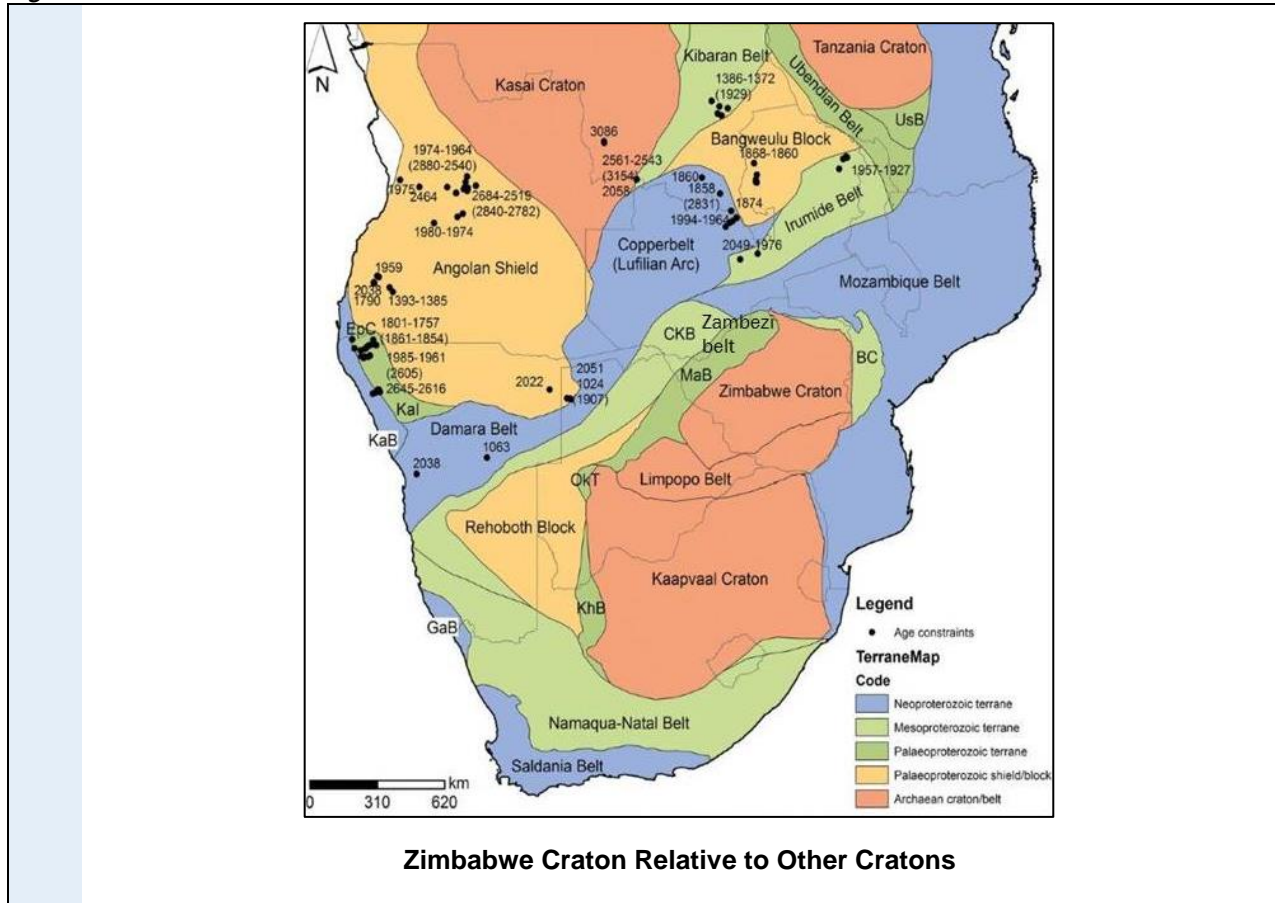 N
Kasai Craton
Kibaran Belt
1386-1372
(1929)
Ubendian Belt
Tanzania Craton
UsB
3086
Bangweulu Block
1868-1860
1974-1964
(2880-2540)
2561-2543
(3154)
2058
1860
1858
(2831)
1874
1957-1927
1975
2464
2684-2519
(2840-2782)
1994-1964
Irumide Belt
1980-1974
Copperbelt
(Lufilian Arc)
2049-1976
Angolan Shield
1959
2038
1790
1393-1385
Mozambique Belt
EpC
1801-1757
(1861-1854)
1985-1961
(2605)
2645-2616
CKB
Zambezi
belt
BC
MaB
2022
2051
1024
(1907)
Zimbabwe Craton
KaI
KaB
Damara Belt
1063
2038
OkT
Limpopo Belt
Rehoboth Block
Kaapvaal Craton
KhB
GaB
Legend
Age constraints
TerraneMap
Code
Neoproterozoic terrane
Mesoproterozoic terrane
Palaeoproterozoic terrane
Palaeoproterozoic shield/block
Archaean craton/belt
Namaqua-Natal Belt
Saldania Belt
km
0 310 620
Zimbabwe Craton Relative to Other Cratons